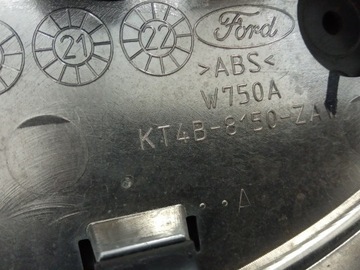 21
22
Ford
>ABS<
W750A
KT4B-8150-ZA
A